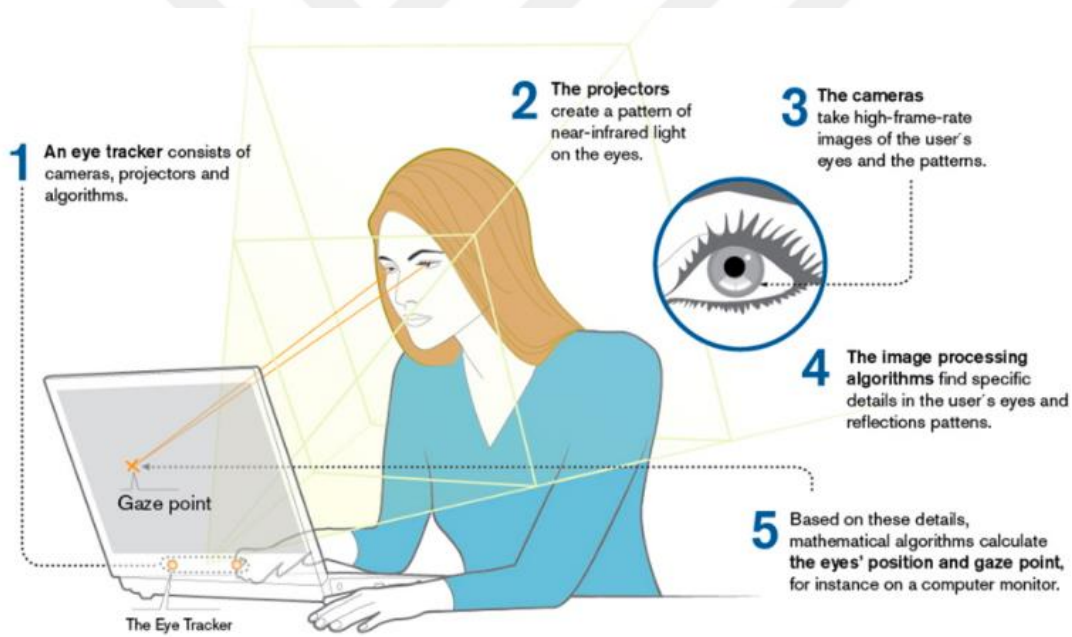 1 An eye tracker consists of
cameras, projectors and
algorithms.
2 The projectors
create a pattern of
near-infrared light
on the eyes.
3 The cameras
take high-frame-rate
images of the user´s
eyes and the patterns.
4 The image processing
algorithms find specific
details in the user´s eyes and
reflections pattens.
5 Based on these details,
mathematical algorithms calculate
the eyes' position and gaze point,
for instance on a computer monitor.
Gaze point
The Eye Tracker